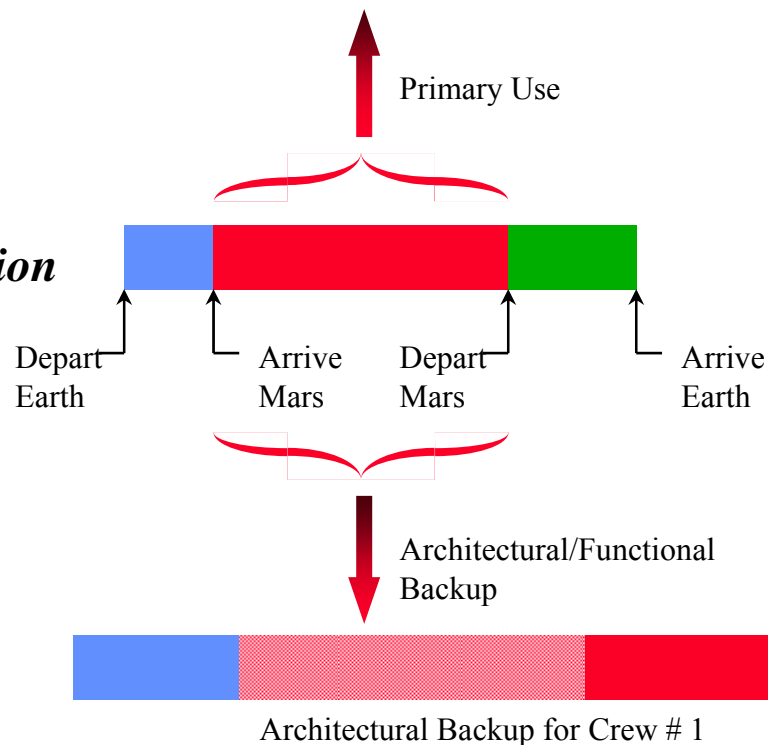 Primary Use
ion
Depart
Earth
Arrive
Mars
Depart
Mars
Arrive
Earth
Architectural/Functional
Backup
Architectural Backup for Crew # 1